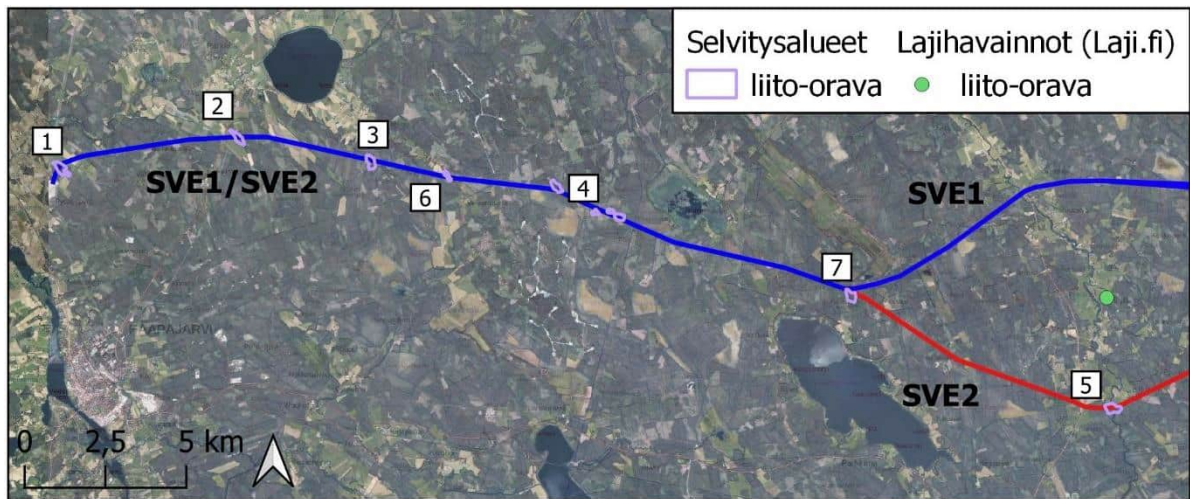 Selvitysalueet Lajihavainnot (Laji.fi)
liito-orava liito-orava
2
1
3
SVE1/SVE2
6
4
SVE1
7
HAAPAJÄRVI
SVE2
5
0 2,5 5 km